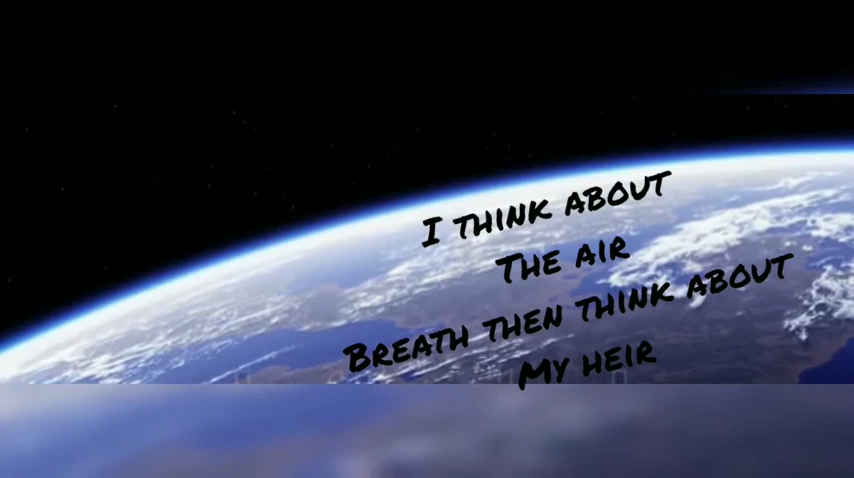 I THINK ABOUT
THE AIR
BREATH THEN THINK ABOUT
MY HEIR